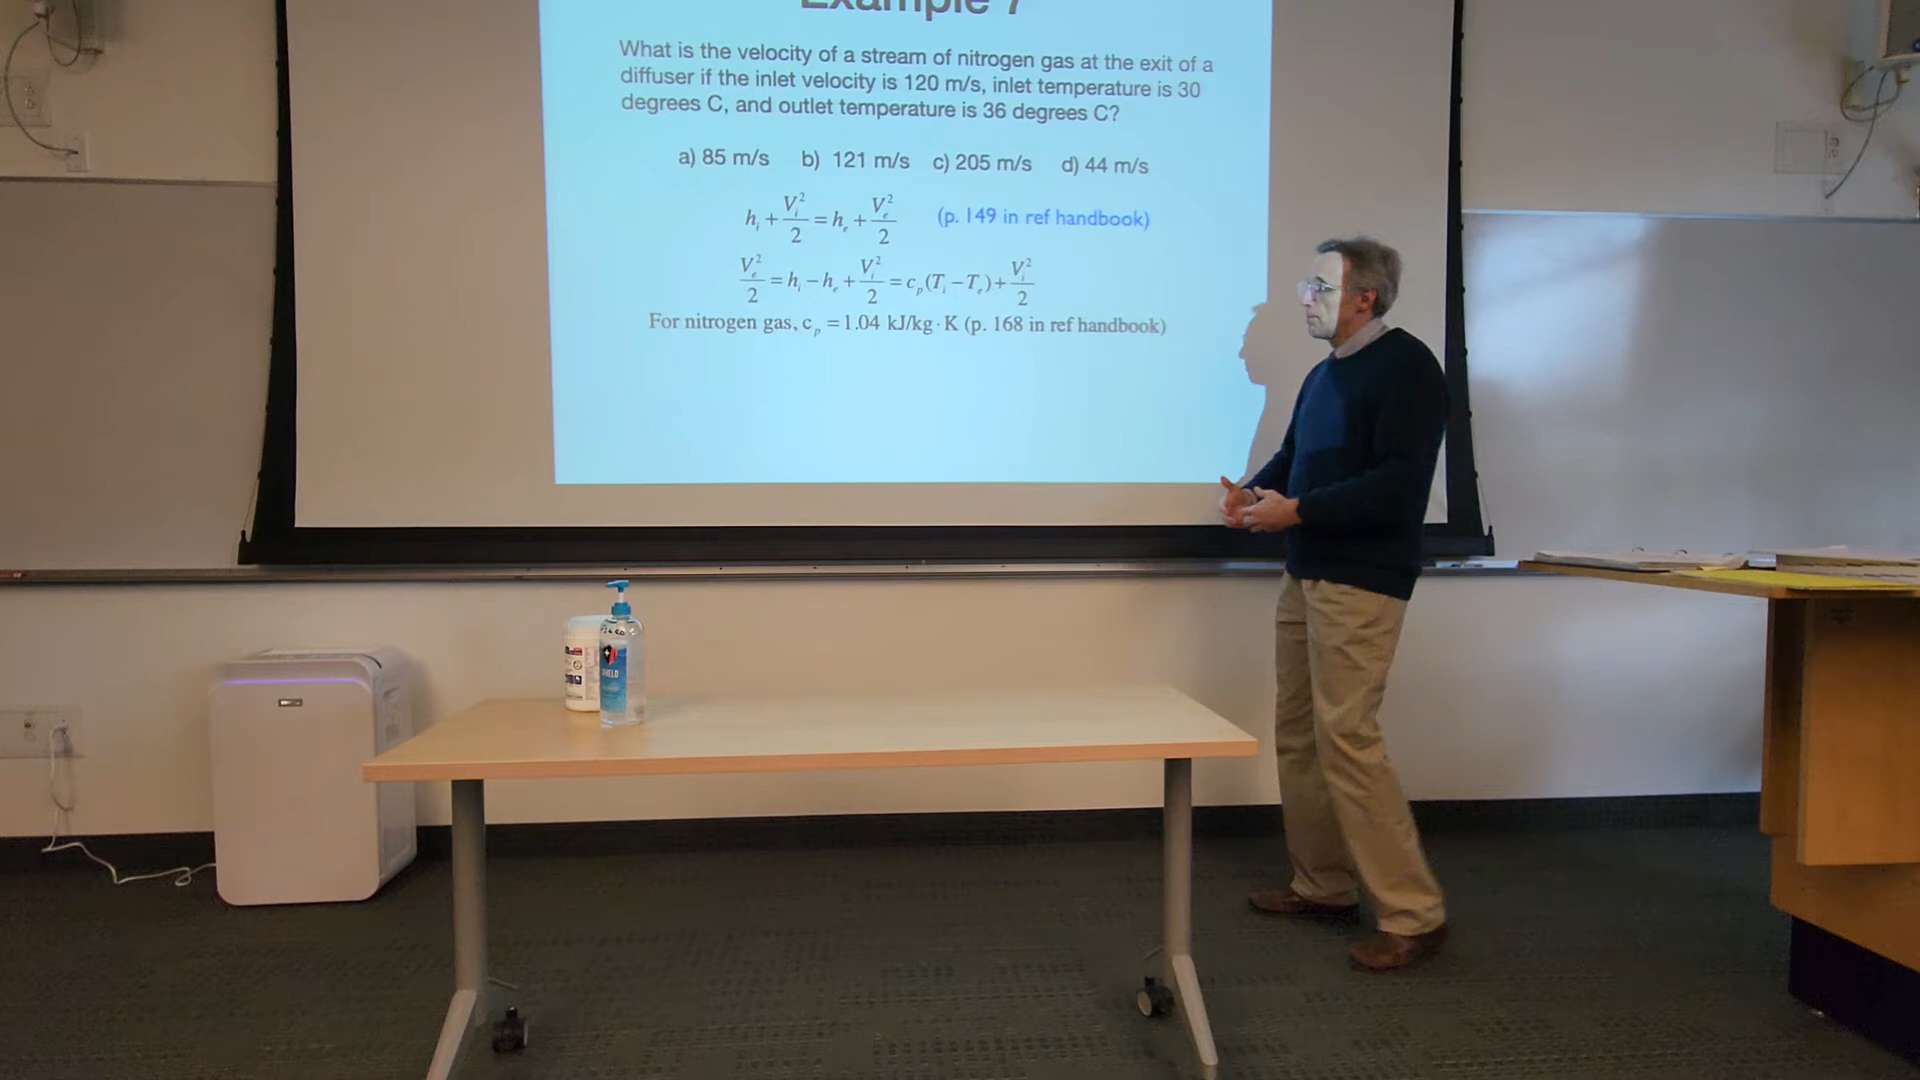 Example 7
What is the velocity of a stream of nitrogen gas at the exit of a
diffuser if the inlet velocity is 120 m/s, inlet temperature is 30
degrees C, and outlet temperature is 36 degrees C?
a) 85 m/s b) 121 m/s c) 205 m/s d) 44 m/s
h_i + V_i^2/2 = h_e + V_e^2/2 (p. 149 in ref handbook)
V_e^2/2 = h_i − h_e + V_i^2/2 = c_p(T_i − T_e) + V_i^2/2
For nitrogen gas, c_p = 1.04 kJ/kg · K (p. 168 in ref handbook)